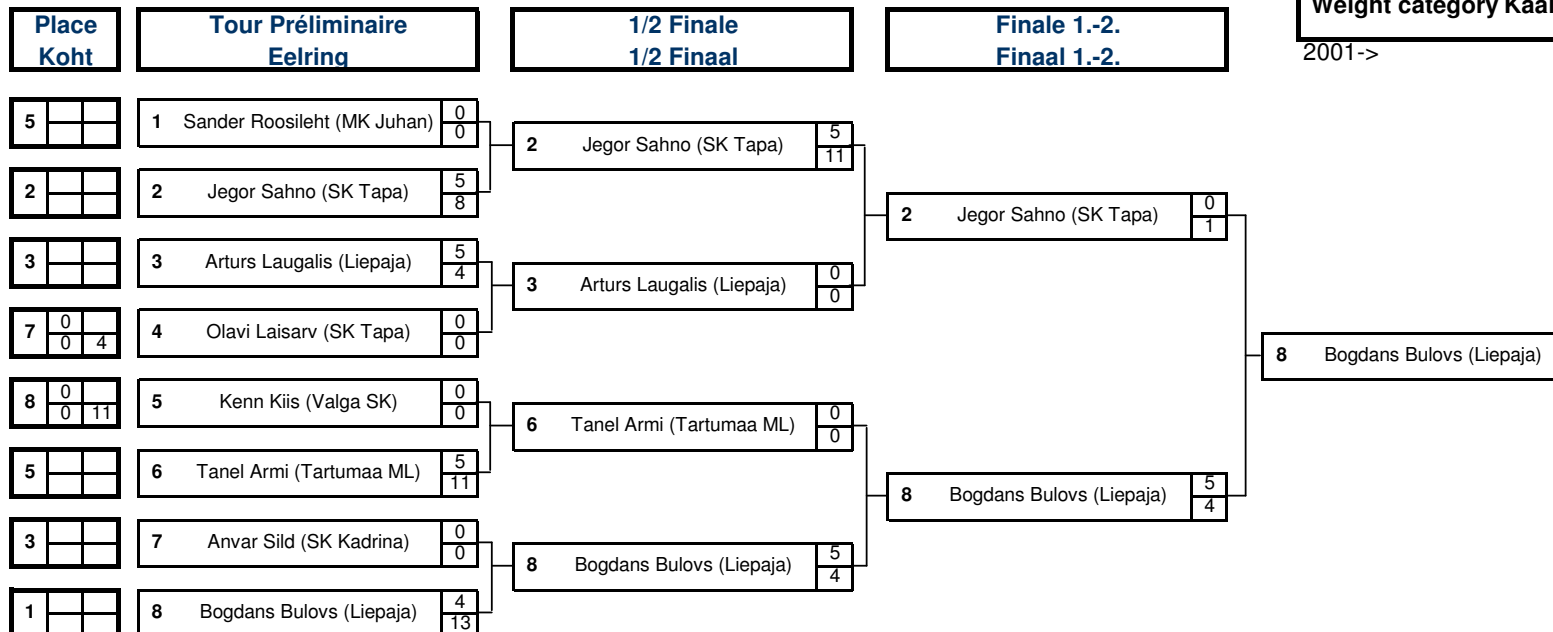 Weight category Kaal
Place Tour Préliminaire 1/2 Finale Finale 1.-2.
Koht Eelring 1/2 Finaal Finaal 1.-2.
2001->
5 1 Sander Roosileht (MK Juhan) 0
0
2 Jegor Sahno (SK Tapa) 5
11
2 2 Jegor Sahno (SK Tapa) 5
8
2 Jegor Sahno (SK Tapa) 0
1
3 3 Arturs Laugalis (Liepaja) 5
4
3 Arturs Laugalis (Liepaja) 0
0
7 0 4 Olavi Laisarv (SK Tapa) 0
0 4 0
8 Bogdans Bulovs (Liepaja)
8 0 5 Kenn Kiis (Valga SK) 0
0 11 0
6 Tanel Armi (Tartumaa ML) 0
0
5 6 Tanel Armi (Tartumaa ML) 5
11
8 Bogdans Bulovs (Liepaja) 5
4
3 7 Anvar Sild (SK Kadrina) 0
0
8 Bogdans Bulovs (Liepaja) 5
4
1 8 Bogdans Bulovs (Liepaja) 4
13